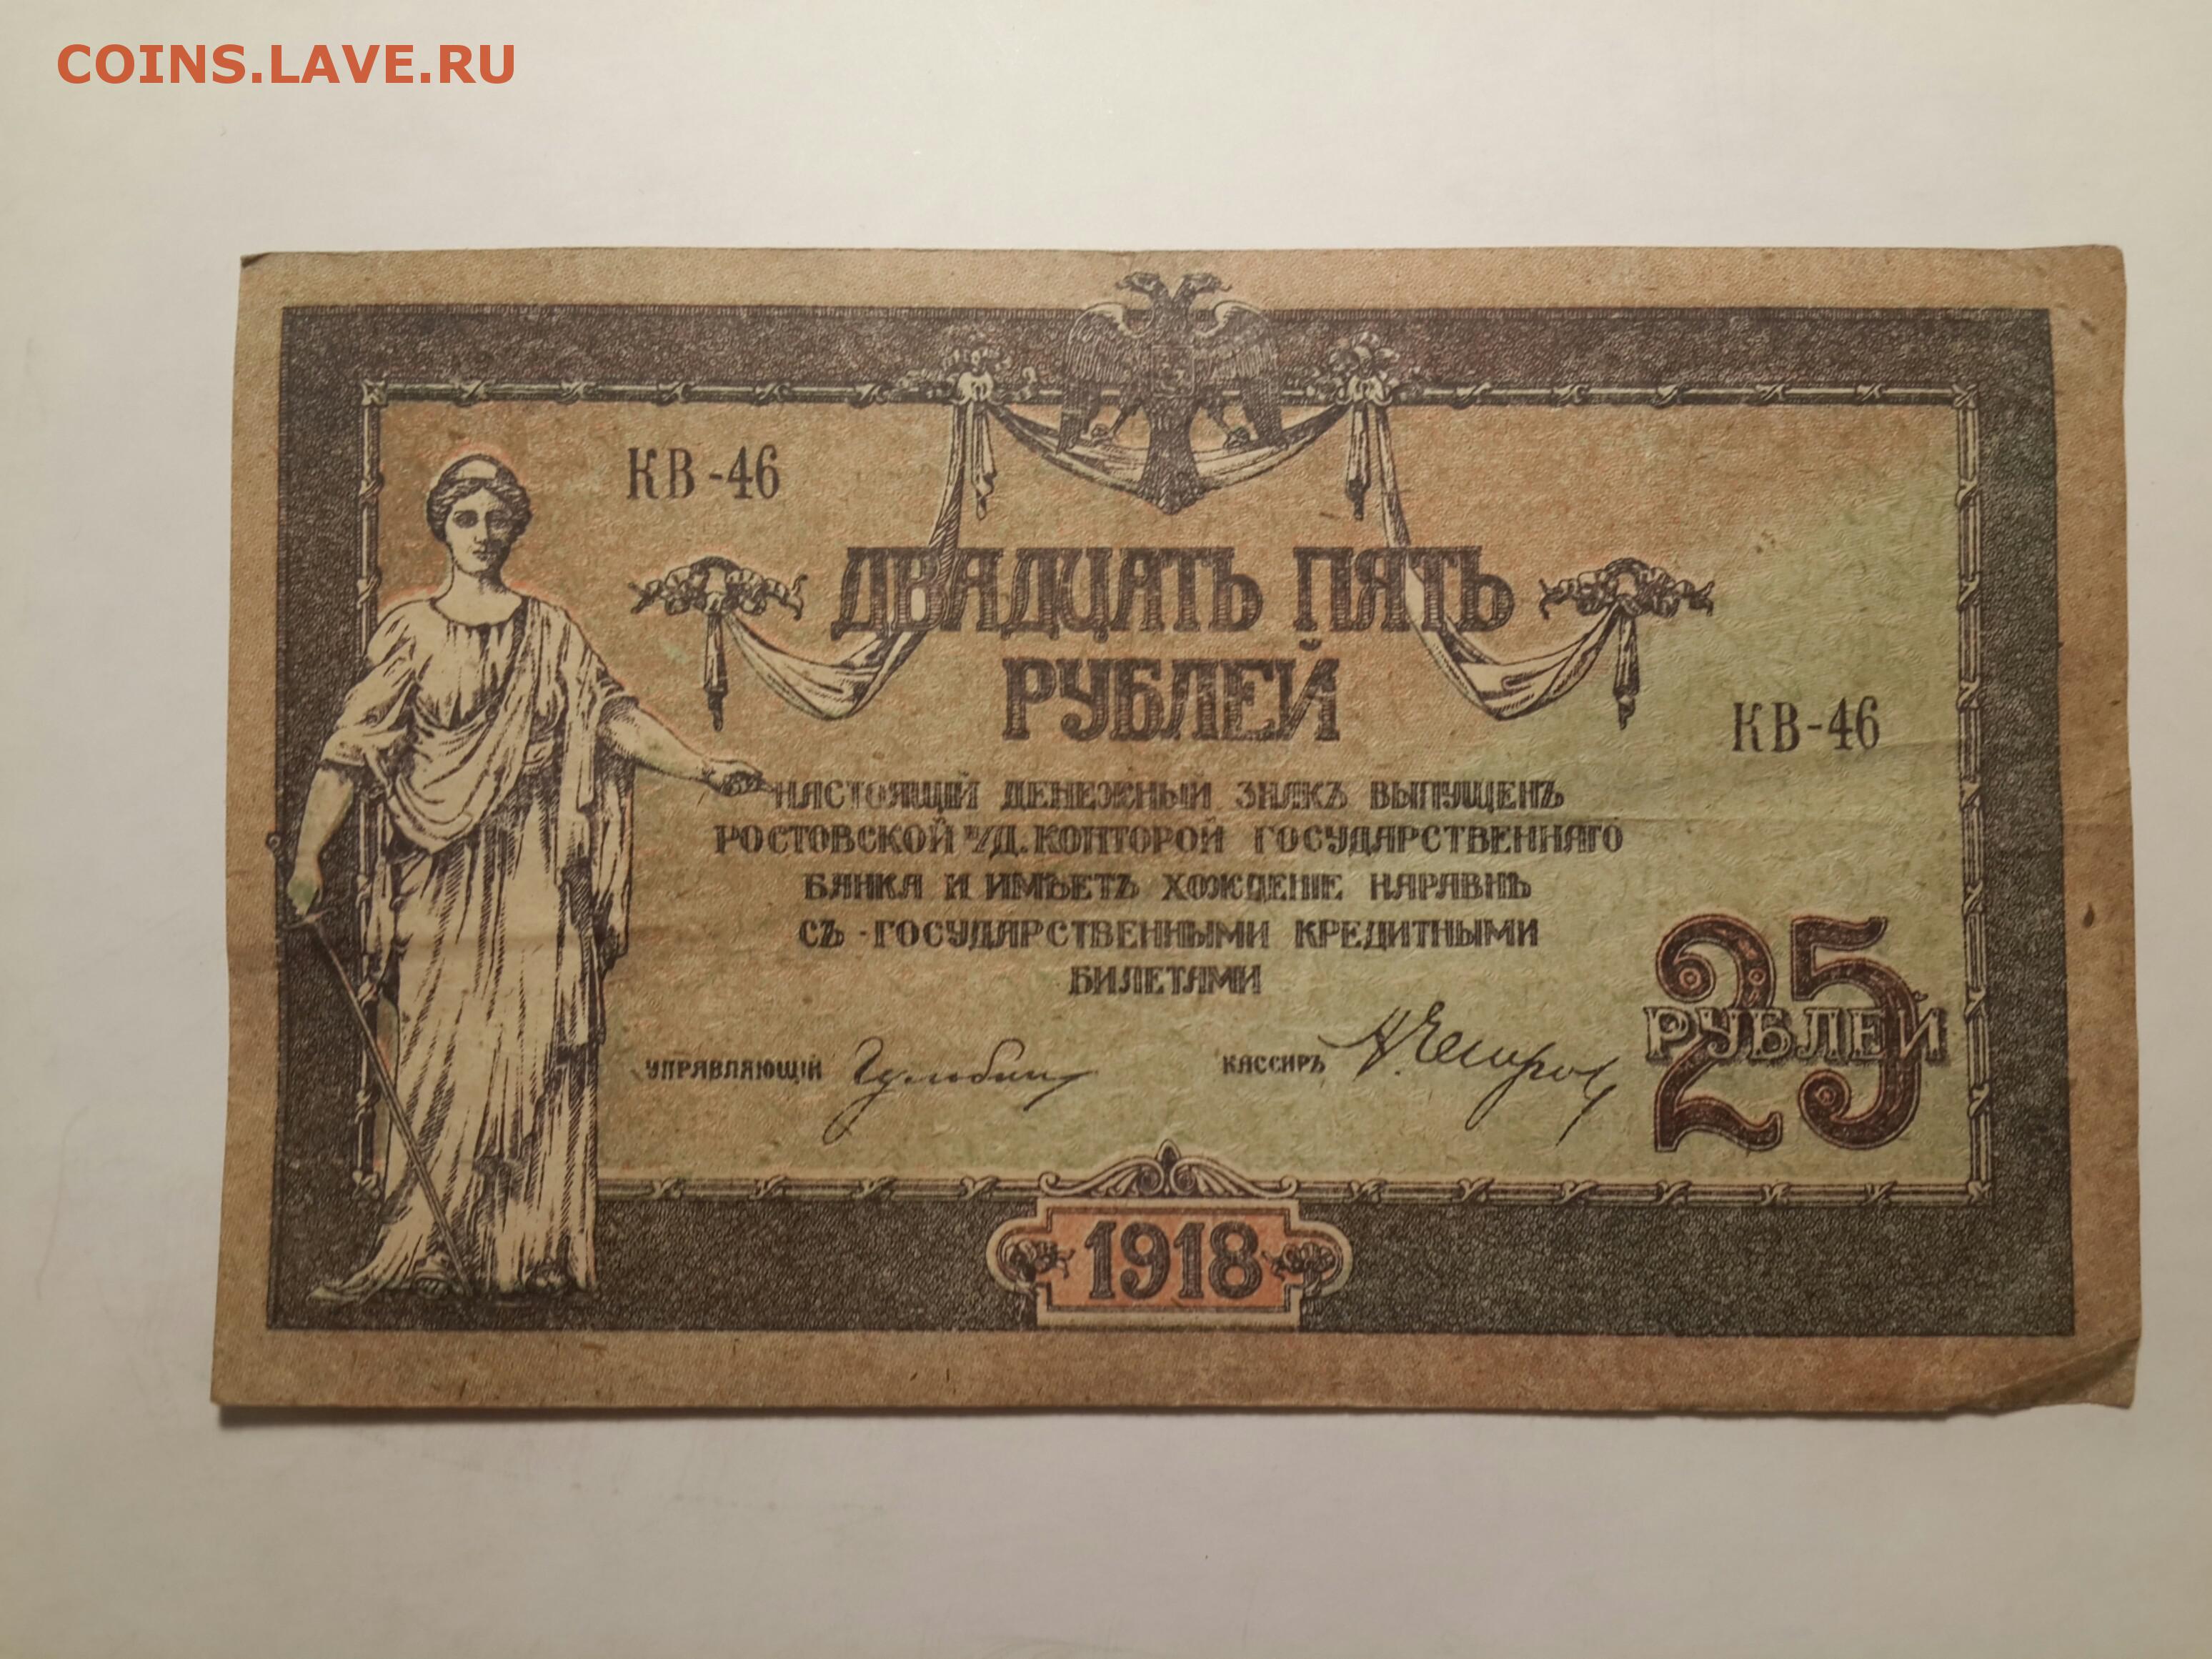 COINS.LAVE.RU
КВ-46
ДВАДЦАТЬ ПЯТЬ
РУБЛЕЙ
КВ-46
НАСТОЯЩІЙ ДЕНЕЖНЫЙ ЗНАКЪ ВЫПУЩЕНЪ
РОСТОВСКОЙ н/Д. КОНТОРОЙ ГОСУДАРСТВЕННАГО
БАНКА И ИМѢЕТЪ ХОЖДЕНІЕ НАРАВНѢ
СЪ ГОСУДАРСТВЕННЫМИ КРЕДИТНЫМИ
БИЛЕТАМИ
УПРАВЛЯЮЩІЙ КАССИРЪ
25
РУБЛЕЙ
1918